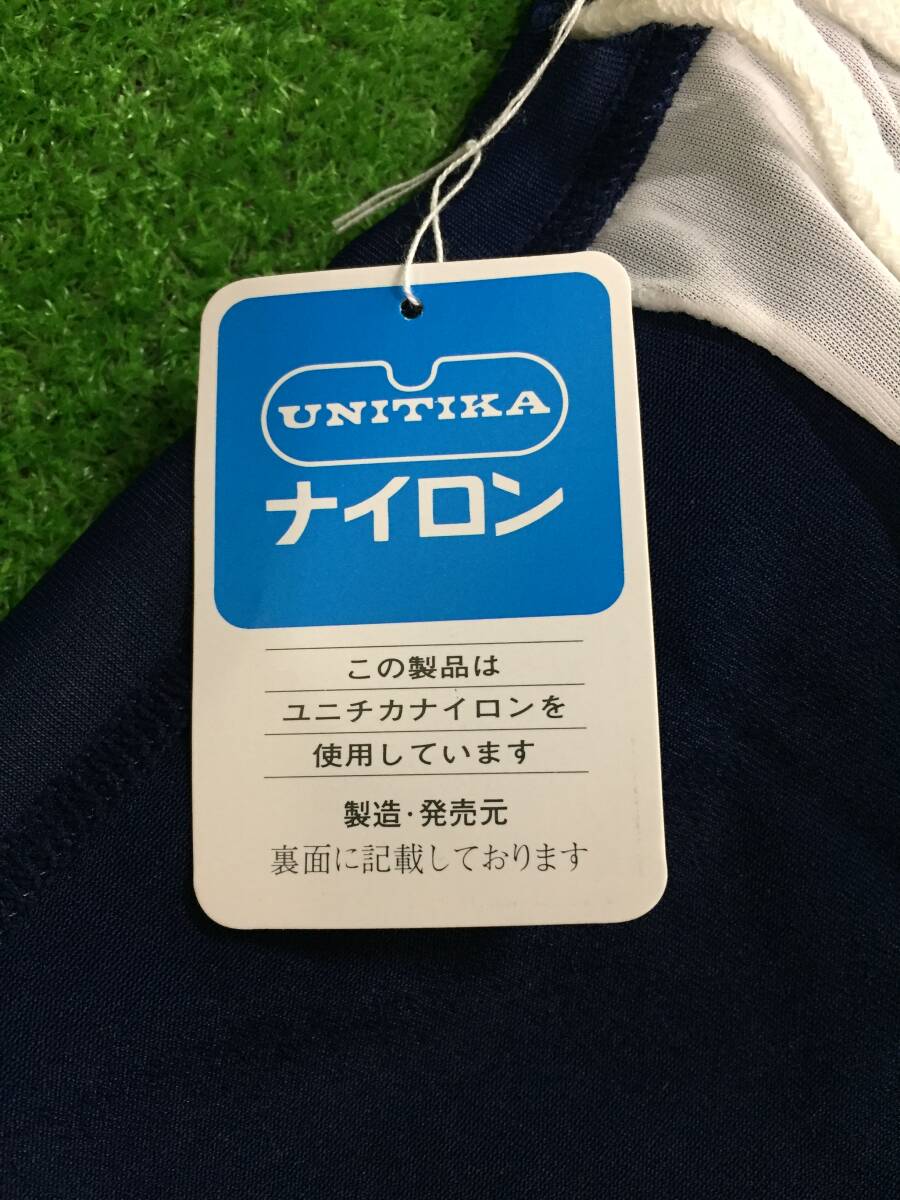 UNITIKA
ナイロン
この製品は
ユニチカナイロンを
使用しています
製造・発売元
裏面に記載しております